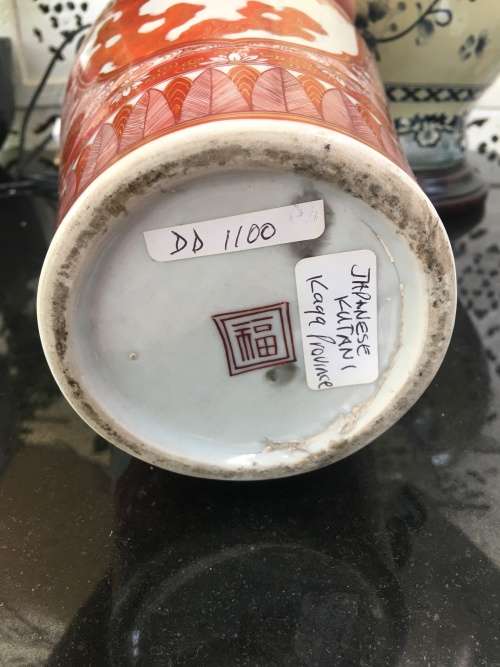 DD 1100
JAPANESE
KUTANI
Kaga Province
福